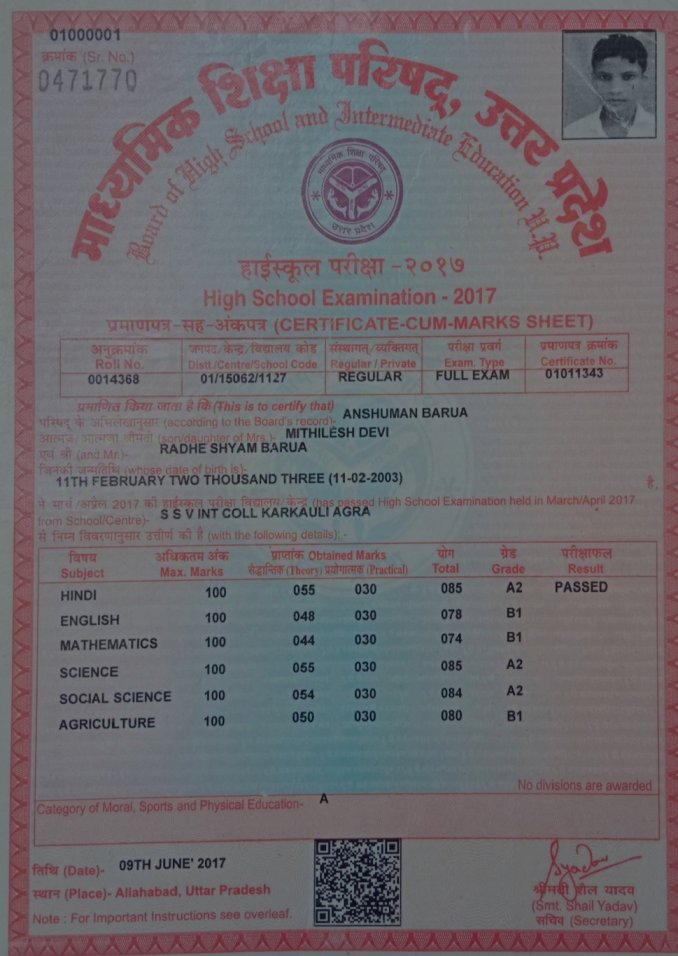 01000001
क्रमांक (Sr. No.)
0471770
माध्यमिक शिक्षा परिषद्, उत्तर प्रदेश
Board of High School and Intermediate Education U.P.
माध्यमिक शिक्षा परिषद्
उत्तर प्रदेश
हाईस्कूल परीक्षा -२०१७
High School Examination - 2017
प्रमाणपत्र-सह-अंकपत्र (CERTIFICATE-CUM-MARKS SHEET)
अनुक्रमांक जनपद/केन्द्र/विद्यालय कोड संस्थागत/व्यक्तिगत परीक्षा प्रवर्ग प्रमाणपत्र क्रमांक
Roll No. Distt./Centre/School Code Regular / Private Exam. Type Certificate No.
0014368 01/15062/1127 REGULAR FULL EXAM 01011343
प्रमाणित किया जाता है कि (This is to certify that) ANSHUMAN BARUA
परिषद् के अभिलेखानुसार (according to the Board's record)-
आत्मज/आत्मजा श्रीमती (son/daughter of Mrs.)- MITHILESH DEVI
एवं श्री (and Mr.)- RADHE SHYAM BARUA
जिनकी जन्मतिथि (whose date of birth is)-
11TH FEBRUARY TWO THOUSAND THREE (11-02-2003) है,
ने मार्च/अप्रैल 2017 की हाईस्कूल परीक्षा विद्यालय/केन्द्र (has passed High School Examination held in March/April 2017
from School/Centre)- S S V INT COLL KARKAULI AGRA
से निम्न विवरणानुसार उत्तीर्ण की है (with the following details): -
विषय अधिकतम अंक प्राप्तांक Obtained Marks योग ग्रेड परीक्षाफल
Subject Max. Marks सैद्धान्तिक (Theory) प्रयोगात्मक (Practical) Total Grade Result
HINDI 100 055 030 085 A2 PASSED
ENGLISH 100 048 030 078 B1
MATHEMATICS 100 044 030 074 B1
SCIENCE 100 055 030 085 A2
SOCIAL SCIENCE 100 054 030 084 A2
AGRICULTURE 100 050 030 080 B1
No divisions are awarded
Category of Moral, Sports and Physical Education- A
तिथि (Date)- 09TH JUNE' 2017
स्थान (Place)- Allahabad, Uttar Pradesh
Note : For Important Instructions see overleaf.
Syadav
श्रीमती शैल यादव
(Smt. Shail Yadav)
सचिव (Secretary)